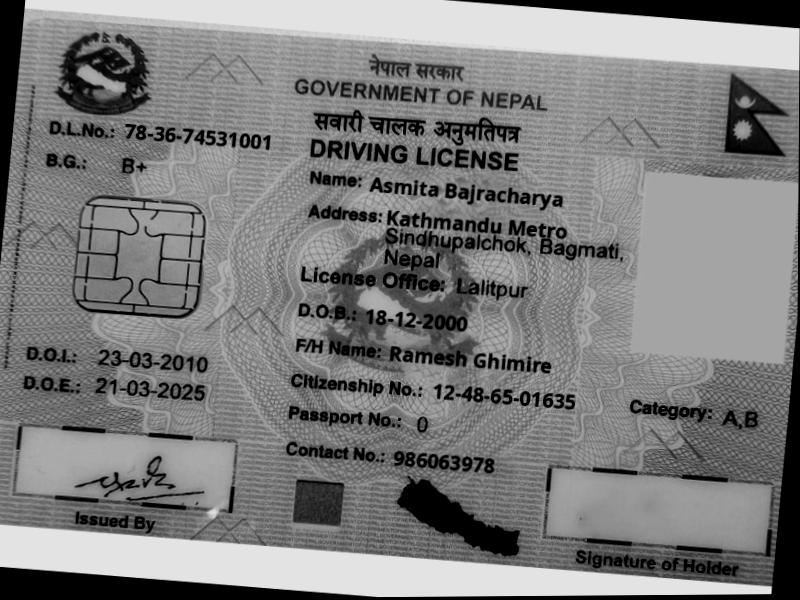 नेपाल सरकार
GOVERNMENT OF NEPAL
सवारी चालक अनुमतिपत्र
DRIVING LICENSE
D.L.No.: 78-36-74531001
B.G.: B+
Name: Asmita Bajracharya
Address: Kathmandu Metro
Sindhupalchok, Bagmati,
Nepal
License Office: Lalitpur
D.O.B.: 18-12-2000
F/H Name: Ramesh Ghimire
D.O.I.: 23-03-2010
D.O.E.: 21-03-2025
Citizenship No.: 12-48-65-01635
Category: A,B
Passport No.: 0
Contact No.: 986063978
Issued By
Signature of Holder